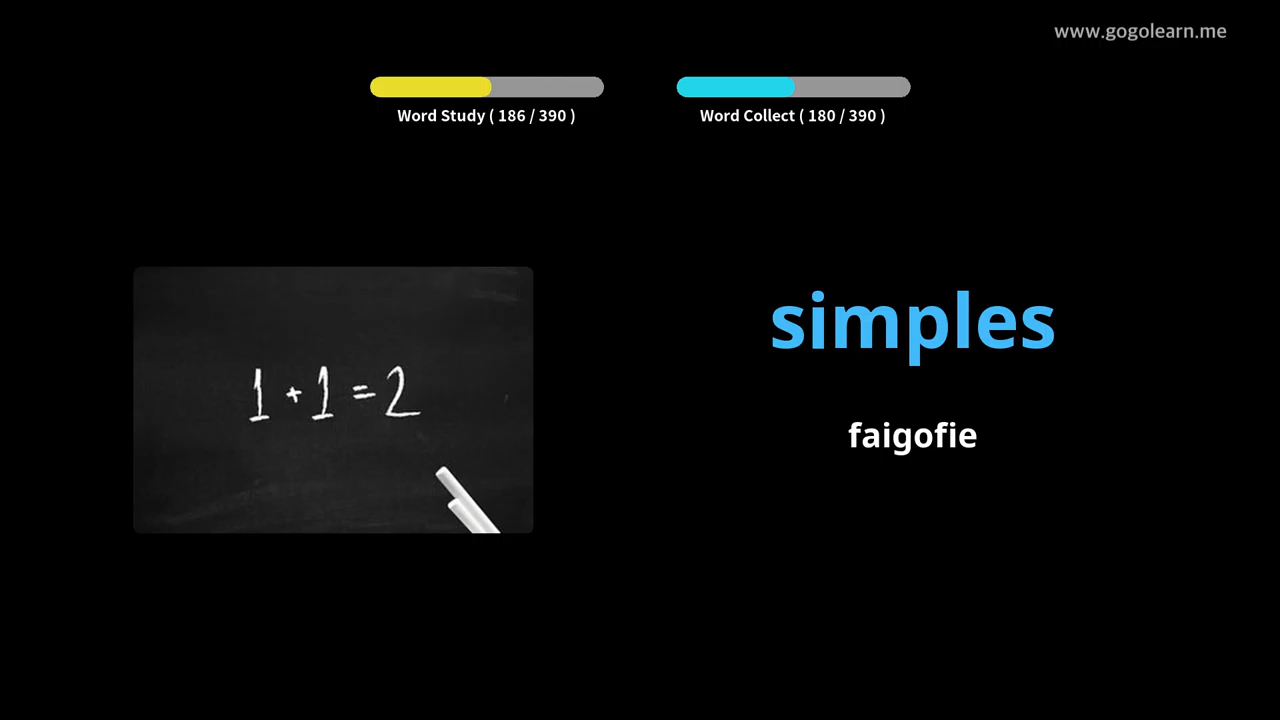 www.gogolearn.me
Word Study ( 186 / 390 )
Word Collect ( 180 / 390 )
1 + 1 = 2
simples
faigofie